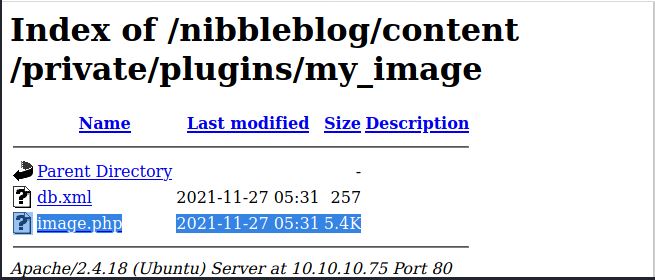 Index of /nibbleblog/content
/private/plugins/my_image
Name Last modified Size Description
Parent Directory -
db.xml 2021-11-27 05:31 257
image.php 2021-11-27 05:31 5.4K
Apache/2.4.18 (Ubuntu) Server at 10.10.10.75 Port 80